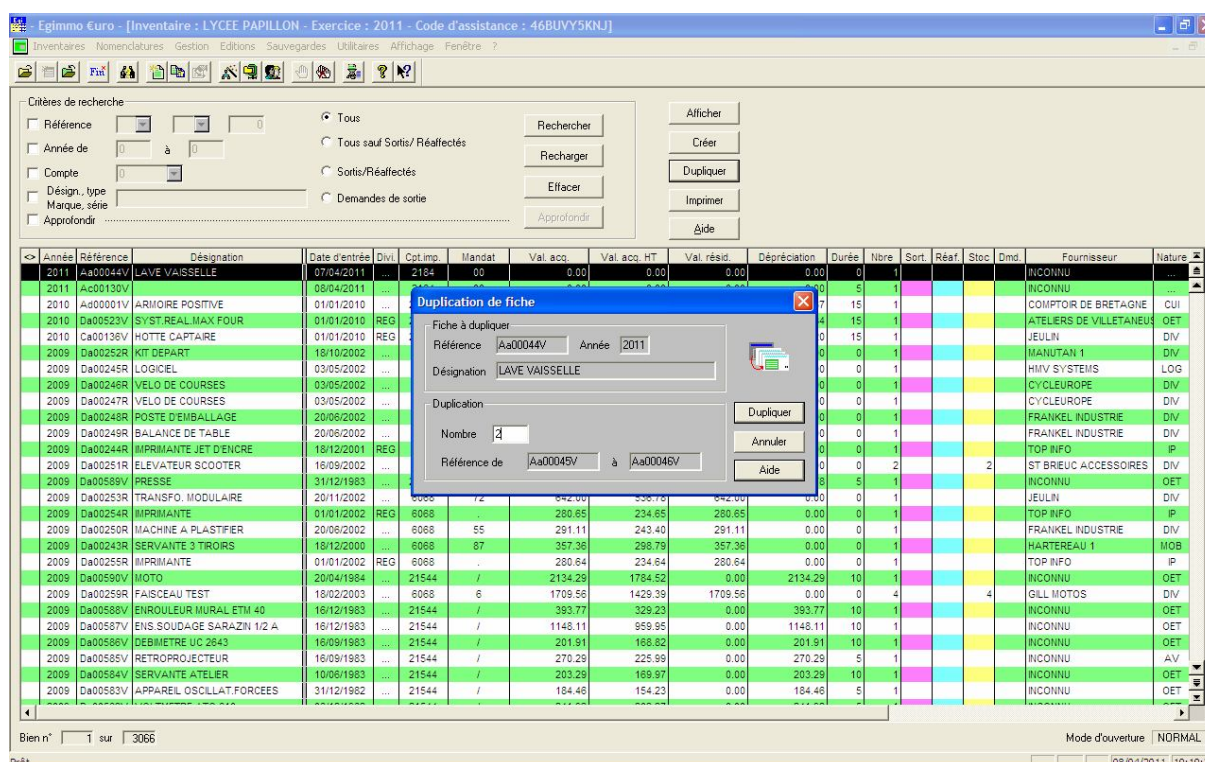 - Egimmo €uro - [Inventaire : LYCEE PAPILLON - Exercice : 2011 - Code d'assistance : 46BUVY5KNJ]
Inventaires Nomenclatures Gestion Editions Sauvegardes Utilitaires Affichage Fenêtre ?
Fin
Critères de recherche
Référence 0
Année de 0 à 0
Compte 0
Désign., type
Marque, série
Approfondir
Tous
Tous sauf Sortis/ Réaffectés
Sortis/Réaffectés
Demandes de sortie
Rechercher
Recharger
Effacer
Approfondir
Afficher
Créer
Dupliquer
Imprimer
Aide
<> Année Référence Désignation Date d'entrée Divi. Cpt.imp. Mandat Val. acq. Val. acq. HT Val. résid. Dépréciation Durée Nbre Sort. Réaf. Stoc Dmd. Fournisseur Nature
2011 Aa00044V LAVE VAISSELLE 07/04/2011 ... 2184 00 0.00 0.00 0.00 0.00 0 1 INCONNU ...
2011 Ac00130V 08/04/2011 ... 5 1 INCONNU ...
2010 Ad00001V ARMOIRE POSITIVE 01/01/2010 ... 15 1 COMPTOIR DE BRETAGNE CUI
2010 Da00523V SYST.REAL.MAX FOUR 01/01/2010 REG 15 1 ATELIERS DE VILLETANEUS OET
2010 Ca00136V HOTTE CAPTAIRE 01/01/2010 REG 15 1 JEULIN DIV
2009 Da00252R KIT DEPART 18/10/2002 ... 0 1 MANUTAN 1 DIV
2009 Da00245R LOGICIEL 03/05/2002 ... 0 1 HMV SYSTEMS LOG
2009 Da00246R VELO DE COURSES 03/05/2002 ... 0 1 CYCLEUROPE DIV
2009 Da00247R VELO DE COURSES 03/05/2002 ... 0 1 CYCLEUROPE DIV
2009 Da00248R POSTE D'EMBALLAGE 20/06/2002 ... 0 1 FRANKEL INDUSTRIE DIV
2009 Da00249R BALANCE DE TABLE 20/06/2002 ... 0 1 FRANKEL INDUSTRIE DIV
2009 Da00244R IMPRIMANTE JET D'ENCRE 18/12/2001 REG 0 1 TOP INFO IP
2009 Da00251R ELEVATEUR SCOOTER 16/09/2002 ... 0 2 2 ST BRIEUC ACCESSOIRES DIV
2009 Da00589V PRESSE 31/12/1983 ... 5 1 INCONNU OET
2009 Da00253R TRANSFO. MODULAIRE 20/11/2002 ... 6068 72 642.00 536.78 642.00 0.00 0 1 JEULIN DIV
2009 Da00254R IMPRIMANTE 01/01/2002 REG 6068 . 280.65 234.65 280.65 0.00 0 1 TOP INFO IP
2009 Da00250R MACHINE A PLASTIFIER 20/06/2002 ... 6068 55 291.11 243.40 291.11 0.00 0 1 FRANKEL INDUSTRIE DIV
2009 Da00243R SERVANTE 3 TIROIRS 18/12/2000 ... 6068 87 357.36 298.79 357.36 0.00 0 1 HARTEREAU 1 MOB
2009 Da00255R IMPRIMANTE 01/01/2002 REG 6068 . 280.64 234.64 280.64 0.00 0 1 TOP INFO IP
2009 Da00590V MOTO 20/04/1984 ... 21544 / 2134.29 1784.52 0.00 2134.29 10 1 INCONNU OET
2009 Da00259R FAISCEAU TEST 18/02/2003 ... 6068 6 1709.56 1429.39 1709.56 0.00 0 4 4 GILL MOTOS DIV
2009 Da00588V ENROULEUR MURAL ETM 40 16/12/1983 ... 21544 / 393.77 329.23 0.00 393.77 10 1 INCONNU OET
2009 Da00587V ENS.SOUDAGE SARAZIN 1/2 A 16/12/1983 ... 21544 / 1148.11 959.95 0.00 1148.11 10 1 INCONNU OET
2009 Da00586V DEBIMETRE UC 2643 16/09/1983 ... 21544 / 201.91 168.82 0.00 201.91 10 1 INCONNU OET
2009 Da00585V RETROPROJECTEUR 16/09/1983 ... 21544 / 270.29 225.99 0.00 270.29 5 1 INCONNU AV
2009 Da00584V SERVANTE ATELIER 10/06/1983 ... 21544 / 203.29 169.97 0.00 203.29 10 1 INCONNU OET
2009 Da00583V APPAREIL OSCILLAT.FORCEES 31/12/1982 ... 21544 / 184.46 154.23 0.00 184.46 5 1 INCONNU OET
Duplication de fiche
Fiche à dupliquer
Référence Aa00044V Année 2011
Désignation LAVE VAISSELLE
Duplication
Nombre 2
Référence de Aa00045V à Aa00046V
Dupliquer
Annuler
Aide
Bien n° 1 sur 3066
Mode d'ouverture NORMAL